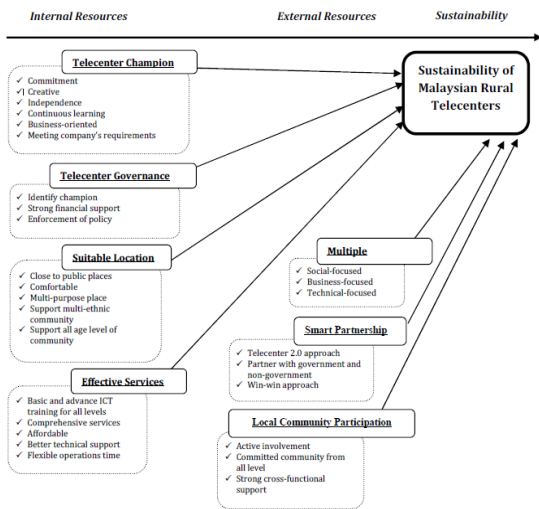 Internal Resources
External Resources
Sustainability
Telecenter Champion
✓ Commitment
✓ Creative
✓ Independence
✓ Continuous learning
✓ Business-oriented
✓ Meeting company's requirements
Sustainability of
Malaysian Rural
Telecenters
Telecenter Governance
✓ Identify champion
✓ Strong financial support
✓ Enforcement of policy
Suitable Location
✓ Close to public places
✓ Comfortable
✓ Multi-purpose place
✓ Support multi-ethnic
community
✓ Support all age level of
community
Effective Services
✓ Basic and advance ICT
training for all levels
✓ Comprehensive services
✓ Affordable
✓ Better technical support
✓ Flexible operations time
Multiple
✓ Social-focused
✓ Business-focused
✓ Technical-focused
Smart Partnership
✓ Telecenter 2.0 approach
✓ Partner with government and
non-government
✓ Win-win approach
Local Community Participation
✓ Active involvement
✓ Committed community from
all level
✓ Strong cross-functional
support